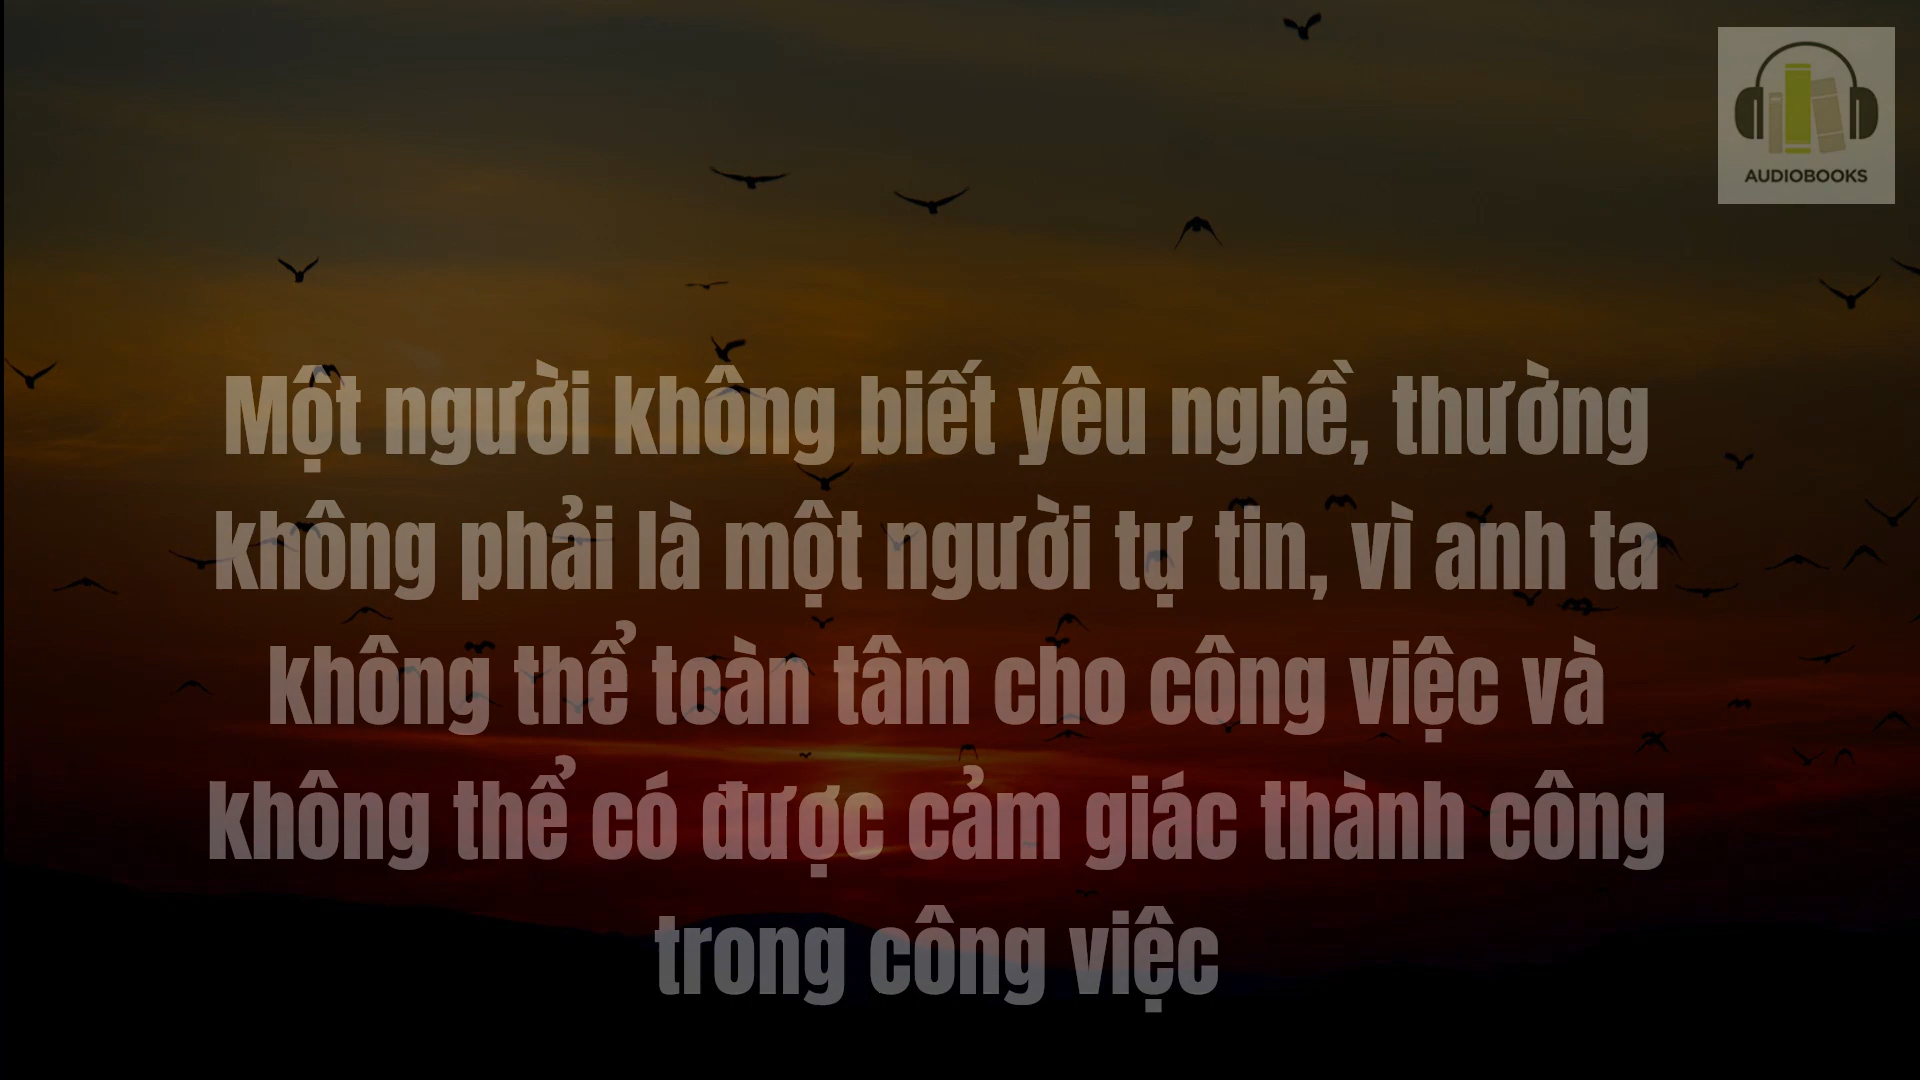 AUDIOBOOKS
Một người không biết yêu nghề, thường
không phải là một người tự tin, vì anh ta
không thể toàn tâm cho công việc và
không thể có được cảm giác thành công
trong công việc